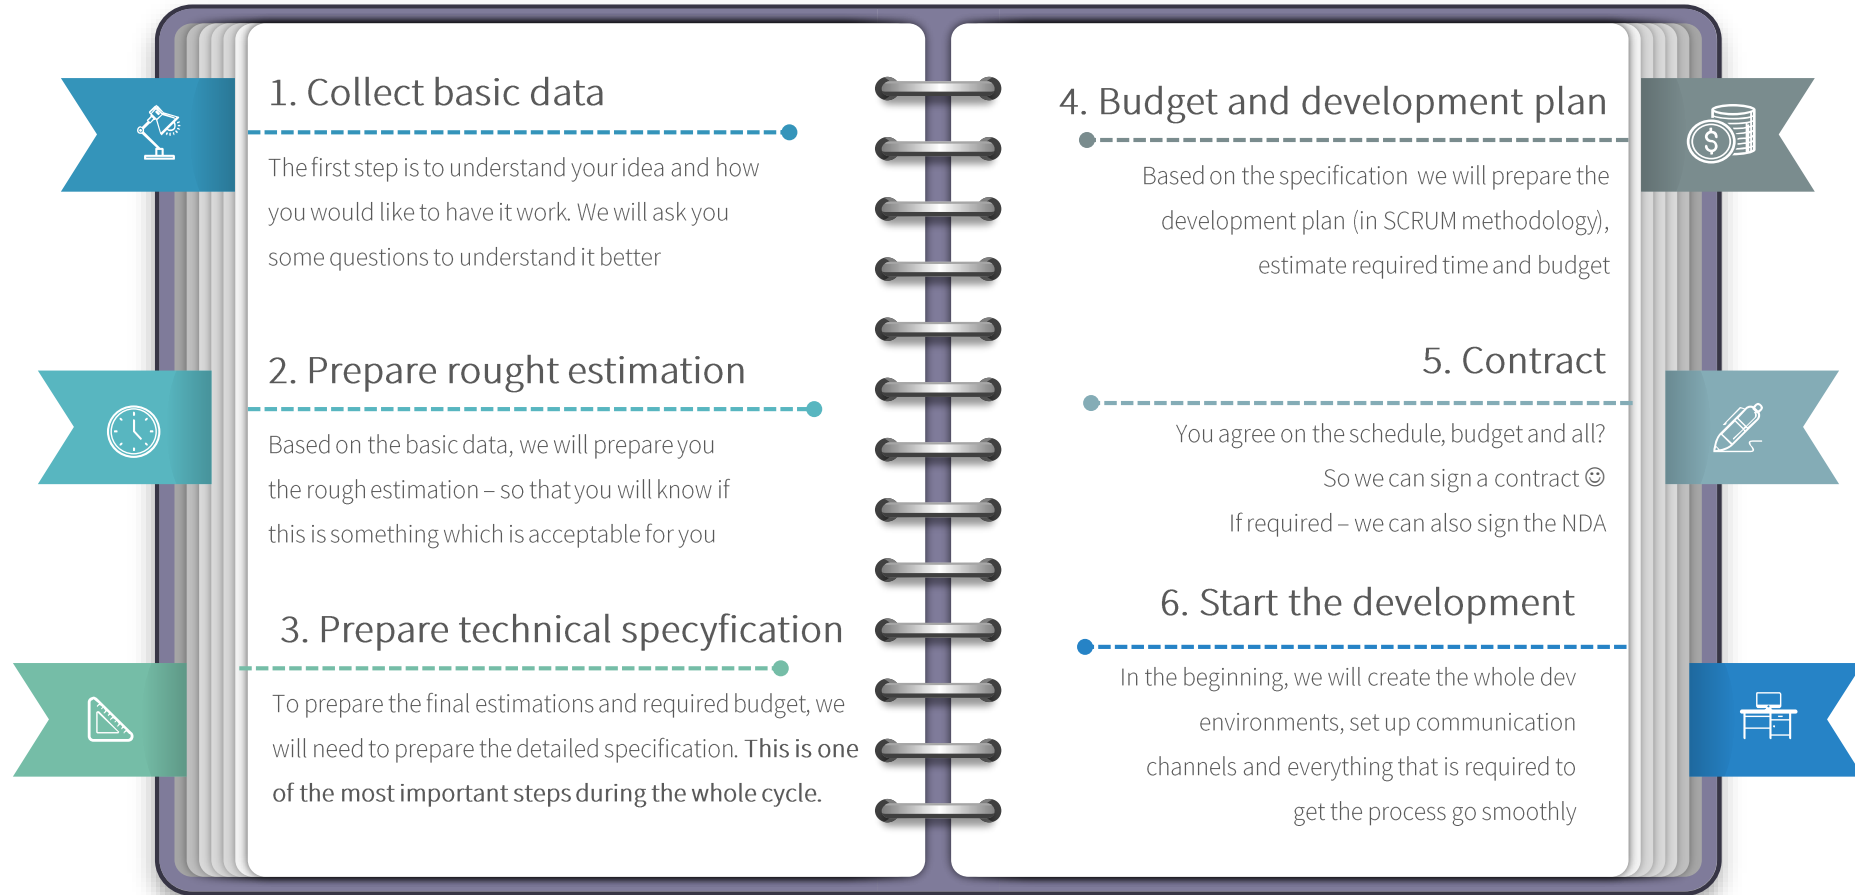 1. Collect basic data
The first step is to understand your idea and how
you would like to have it work. We will ask you
some questions to understand it better
2. Prepare rought estimation
Based on the basic data, we will prepare you
the rough estimation – so that you will know if
this is something which is acceptable for you
3. Prepare technical specyfication
To prepare the final estimations and required budget, we
will need to prepare the detailed specification. This is one
of the most important steps during the whole cycle.
4. Budget and development plan
Based on the specification we will prepare the
development plan (in SCRUM methodology),
estimate required time and budget
5. Contract
You agree on the schedule, budget and all?
So we can sign a contract ☺
If required – we can also sign the NDA
6. Start the development
In the beginning, we will create the whole dev
environments, set up communication
channels and everything that is required to
get the process go smoothly